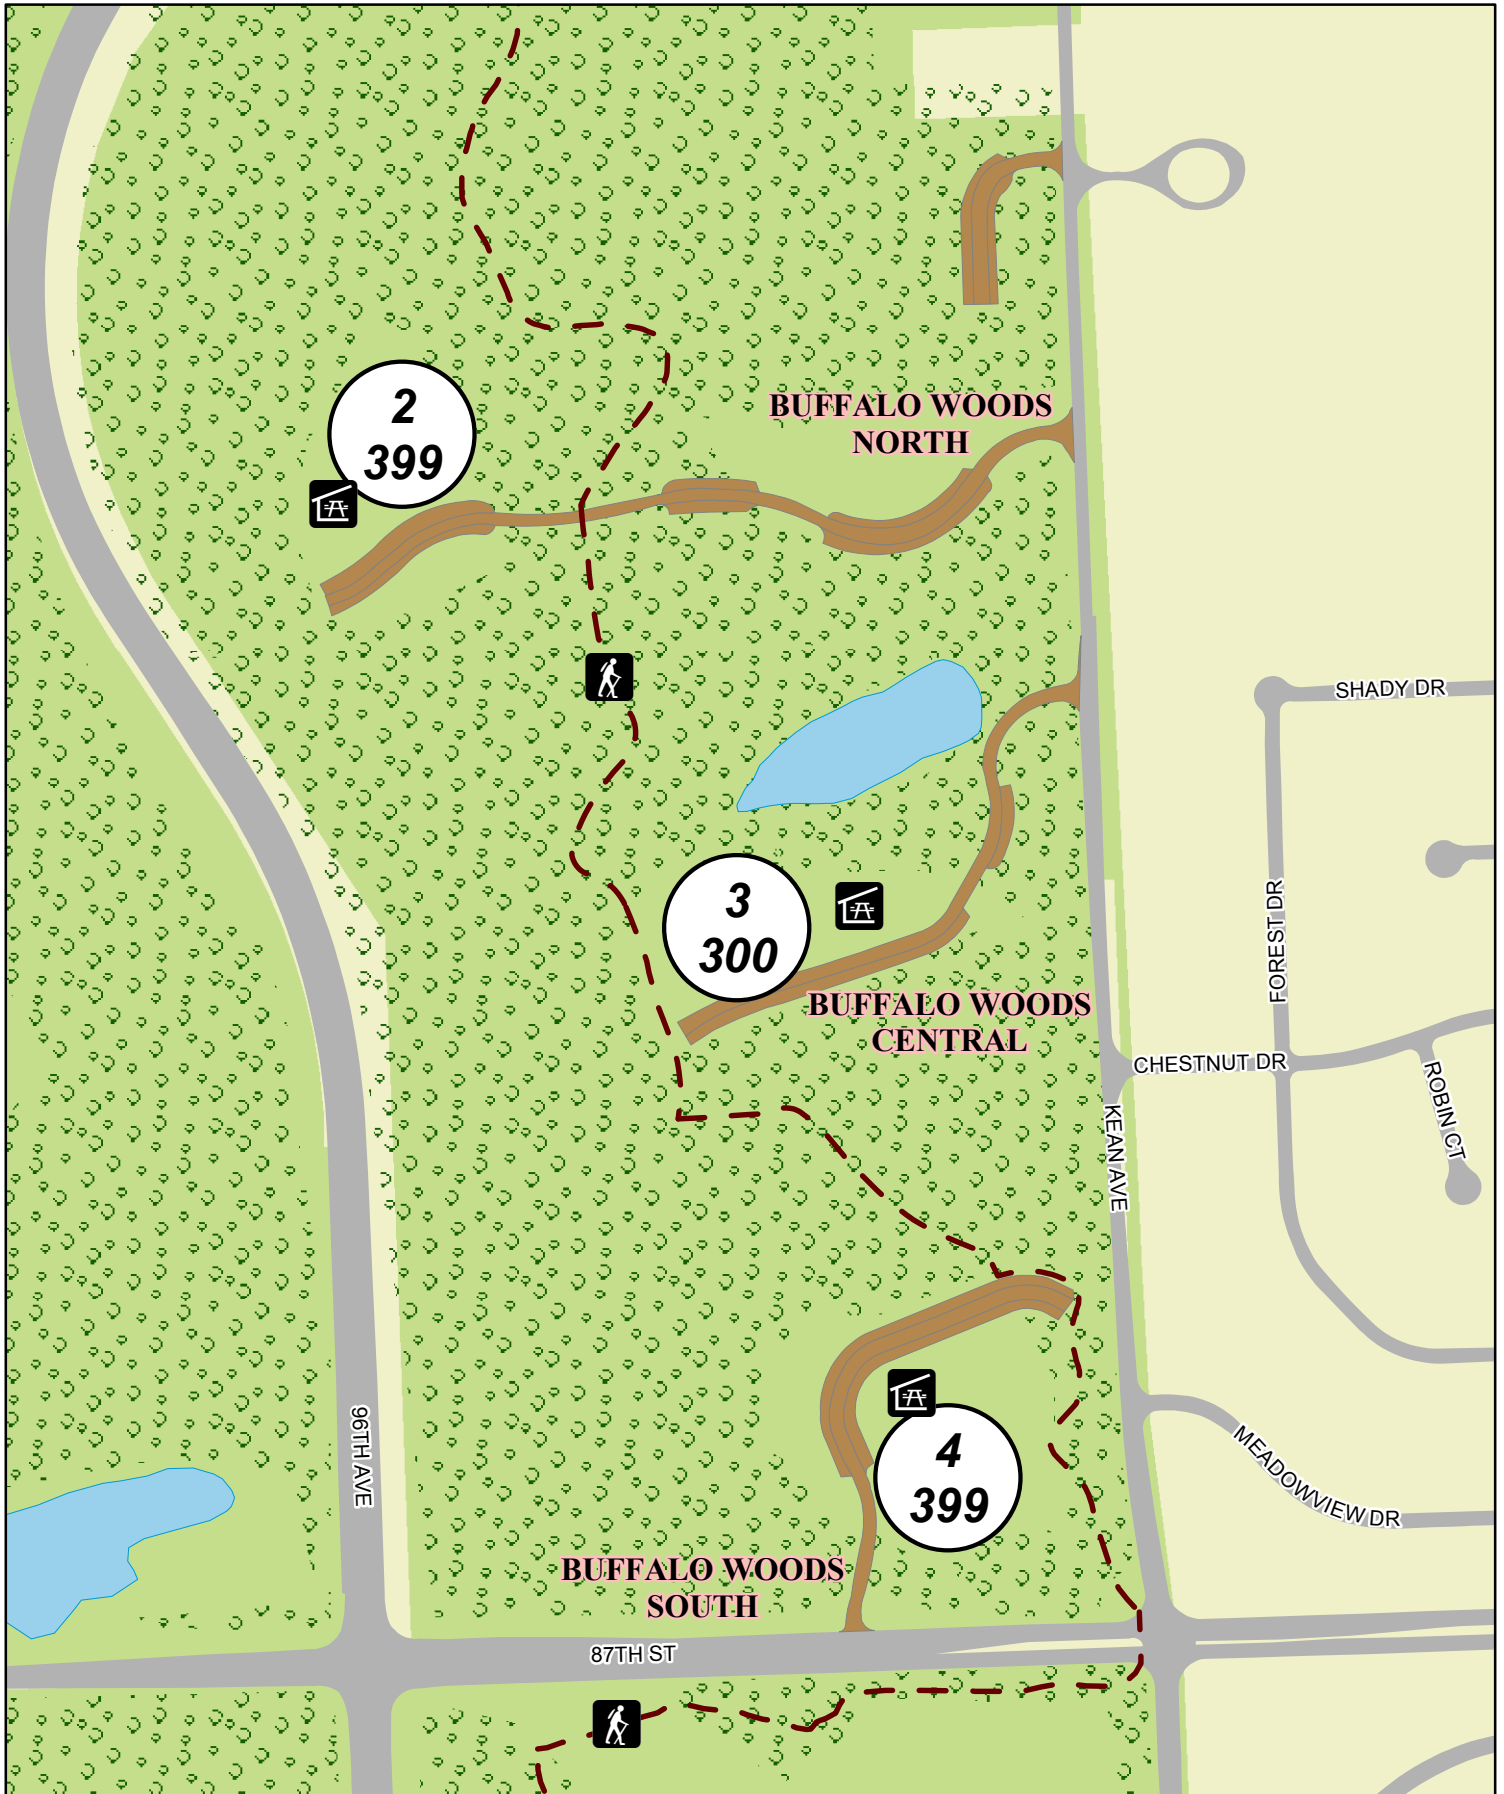 2
399
BUFFALO WOODS
NORTH
SHADY DR
3
300
FOREST DR
BUFFALO WOODS
CENTRAL
CHESTNUT DR
ROBIN CT
KEAN AVE
4
399
96TH AVE
MEADOWVIEW DR
BUFFALO WOODS
SOUTH
87TH ST